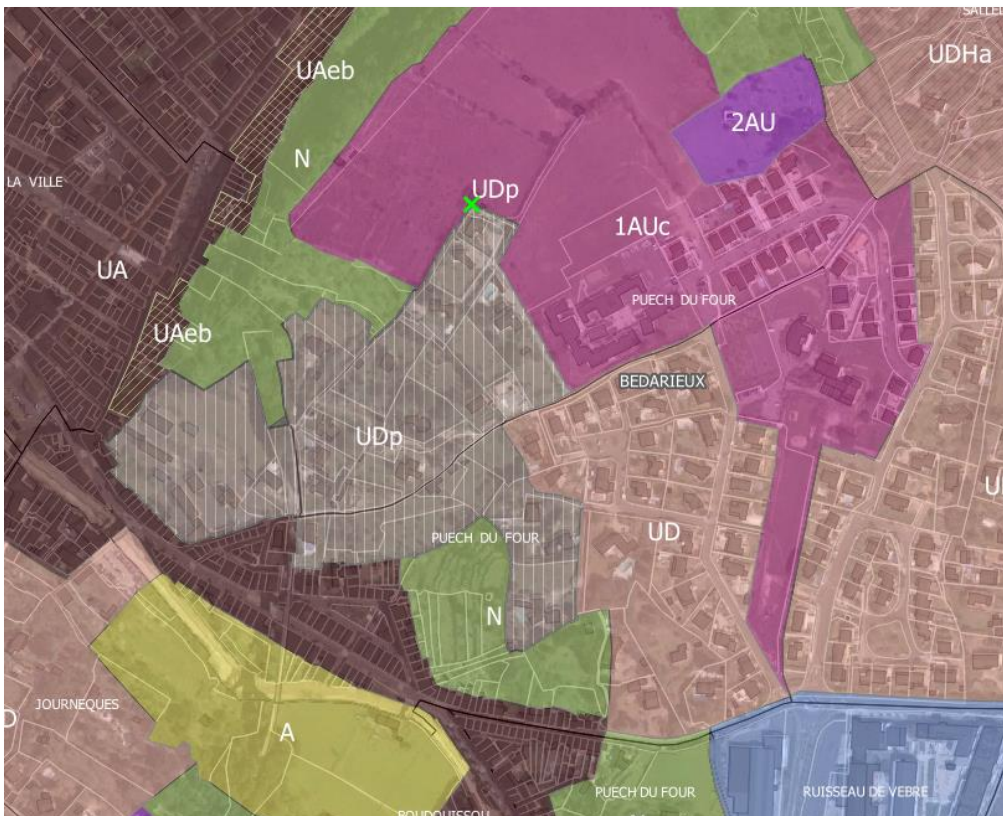 SALLE
UDHa
UAeb
2AU
N
LA VILLE
UDp
1AUc
UA
PUECH DU FOUR
UAeb
BEDARIEUX
UDp
U
UD
PUECH DU FOUR
N
JOURNEQUES
D
A
PUECH DU FOUR
RUISSEAU DE VEBRE
BOUDOUISSOU